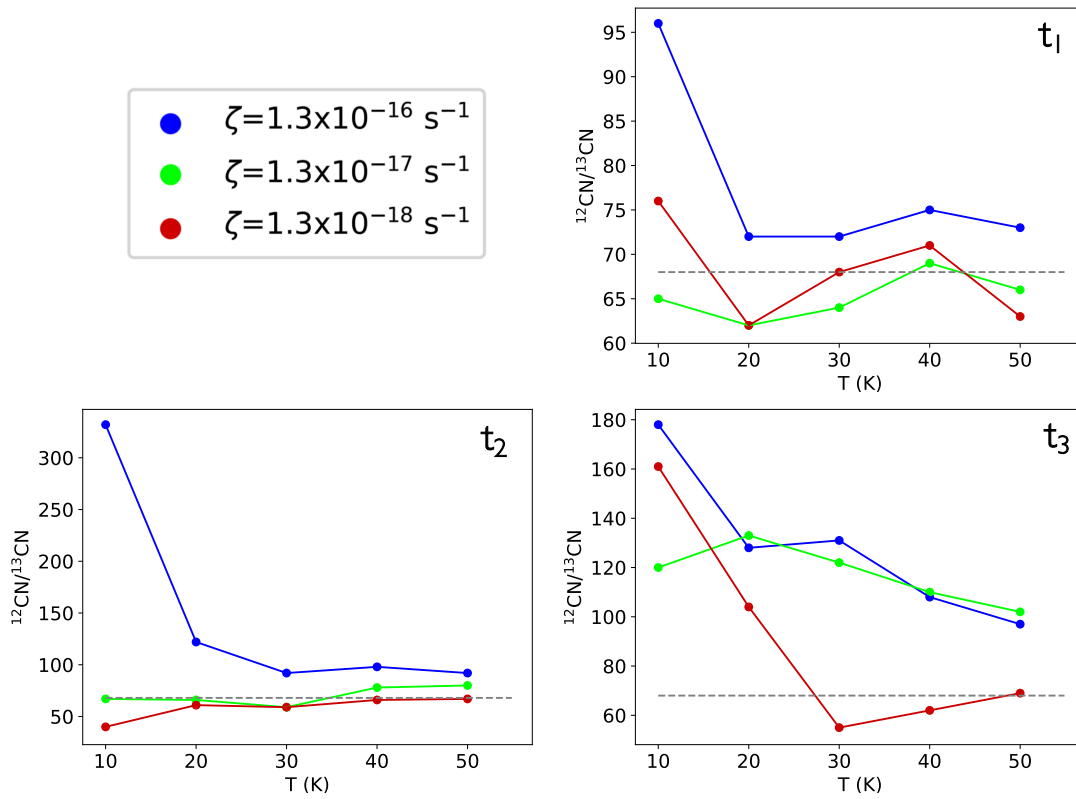 ζ=1.3x10⁻¹⁶ s⁻¹
ζ=1.3x10⁻¹⁷ s⁻¹
ζ=1.3x10⁻¹⁸ s⁻¹
t₁
95
90
85
80
75
70
65
60
¹²CN/¹³CN
10 20 30 40 50
T (K)
t₂
300
250
200
150
100
50
¹²CN/¹³CN
10 20 30 40 50
T (K)
t₃
180
160
140
120
100
80
60
¹²CN/¹³CN
10 20 30 40 50
T (K)